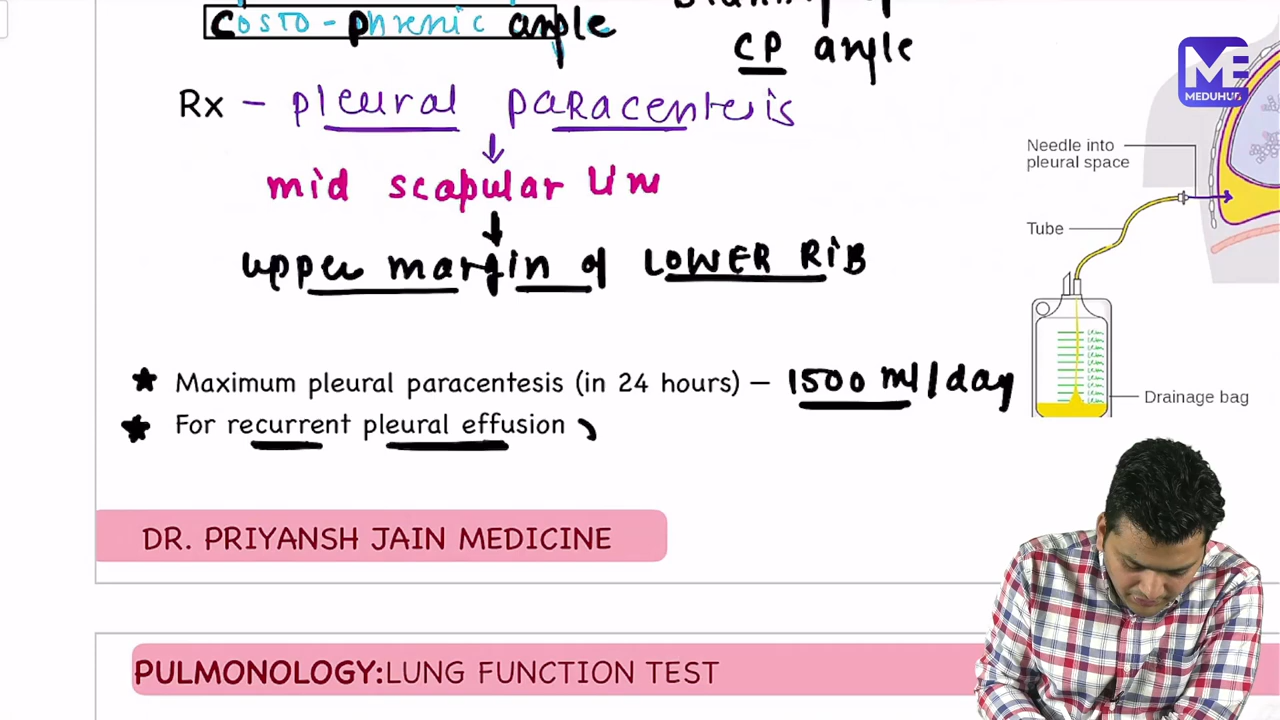 costo-phrenic angle
CP angle
ME
MEDUHUB
Rx - pleural paracentesis
mid scapular line
upper margin of LOWER RIB
Needle into
pleural space
Tube
Maximum pleural paracentesis (in 24 hours) – 1500 ml/day
For recurrent pleural effusion
Drainage bag
DR. PRIYANSH JAIN MEDICINE
PULMONOLOGY:LUNG FUNCTION TEST